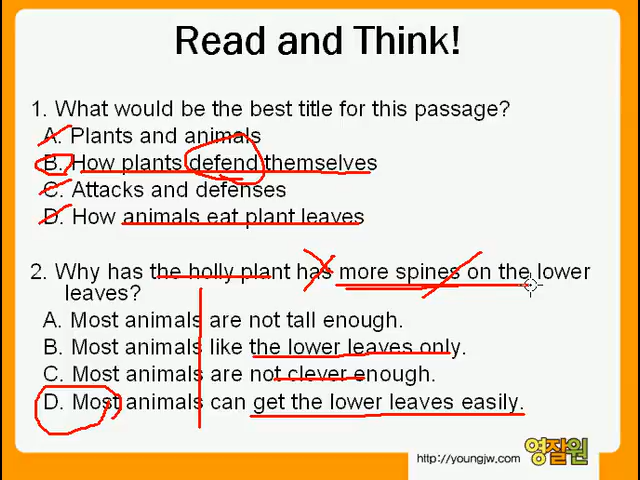 Read and Think!
1. What would be the best title for this passage?
A. Plants and animals
B. How plants defend themselves
C. Attacks and defenses
D. How animals eat plant leaves
2. Why has the holly plant has more spines on the lower
leaves?
A. Most animals are not tall enough.
B. Most animals like the lower leaves only.
C. Most animals are not clever enough.
D. Most animals can get the lower leaves easily.
http://youngjw.com
영잘원